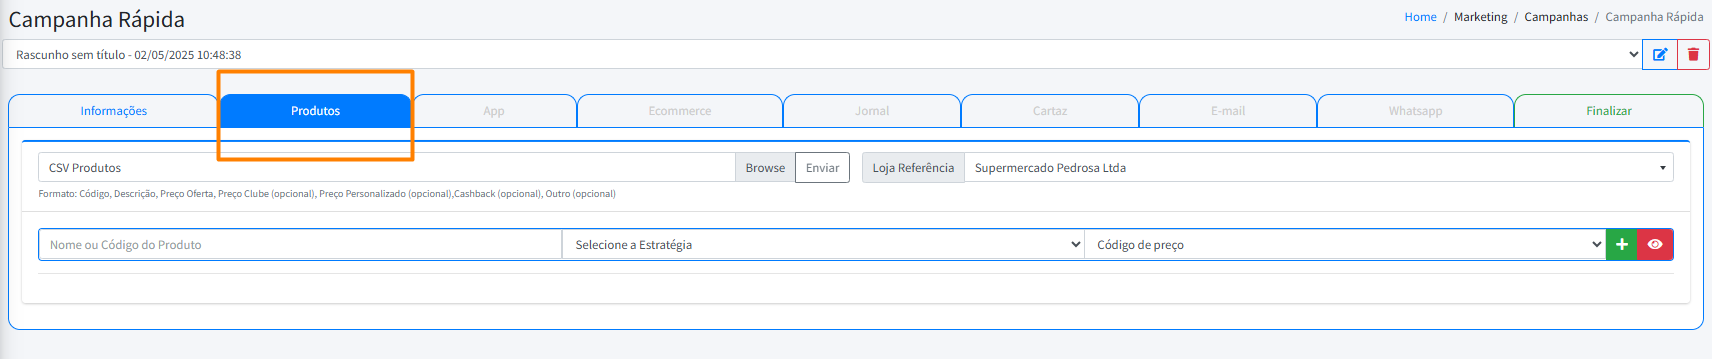 Campanha Rápida
Home / Marketing / Campanhas / Campanha Rápida
Rascunho sem título - 02/05/2025 10:48:38
Informações
Produtos
App
Ecommerce
Jornal
Cartaz
E-mail
Whatsapp
Finalizar
CSV Produtos
Browse
Enviar
Loja Referência
Supermercado Pedrosa Ltda
Formato: Código, Descrição, Preço Oferta, Preço Clube (opcional), Preço Personalizado (opcional),Cashback (opcional), Outro (opcional)
Nome ou Código do Produto
Selecione a Estratégia
Código de preço